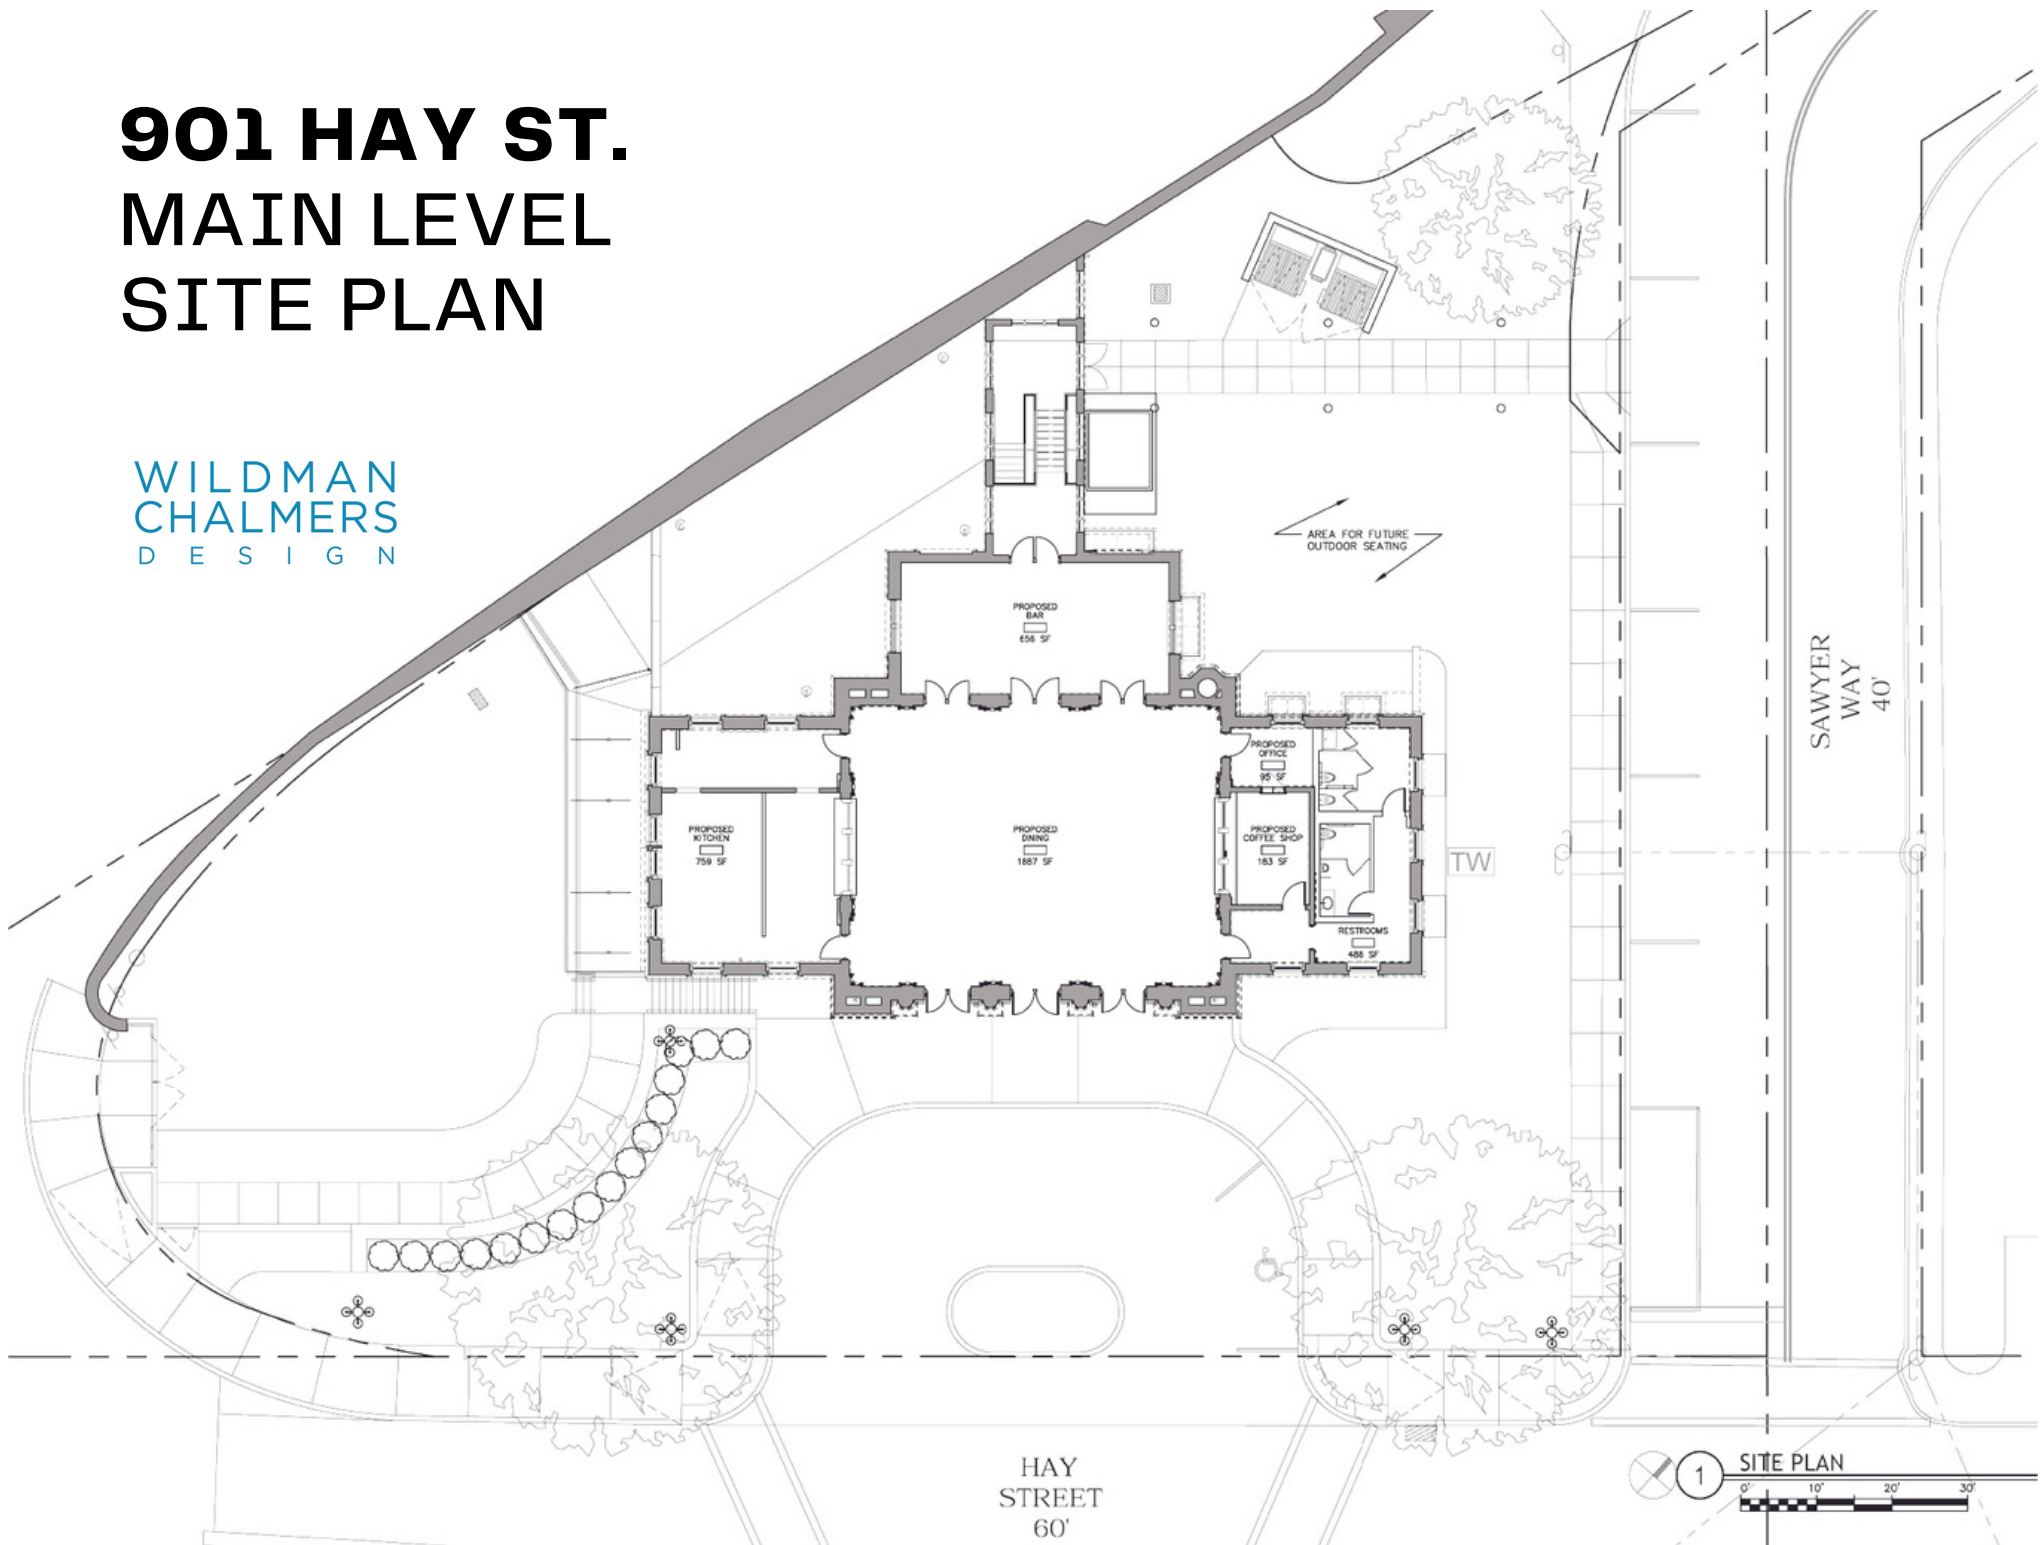 901 HAY ST.
MAIN LEVEL
SITE PLAN
WILDMAN
CHALMERS
DESIGN
AREA FOR FUTURE
OUTDOOR SEATING
PROPOSED
BAR
656 SF
PROPOSED
OFFICE
95 SF
PROPOSED
KITCHEN
759 SF
PROPOSED
DINING
1887 SF
PROPOSED
COFFEE SHOP
183 SF
RESTROOMS
488 SF
TW
SAWYER
WAY
40'
HAY
STREET
60'
1
SITE PLAN
0' 10' 20' 30'